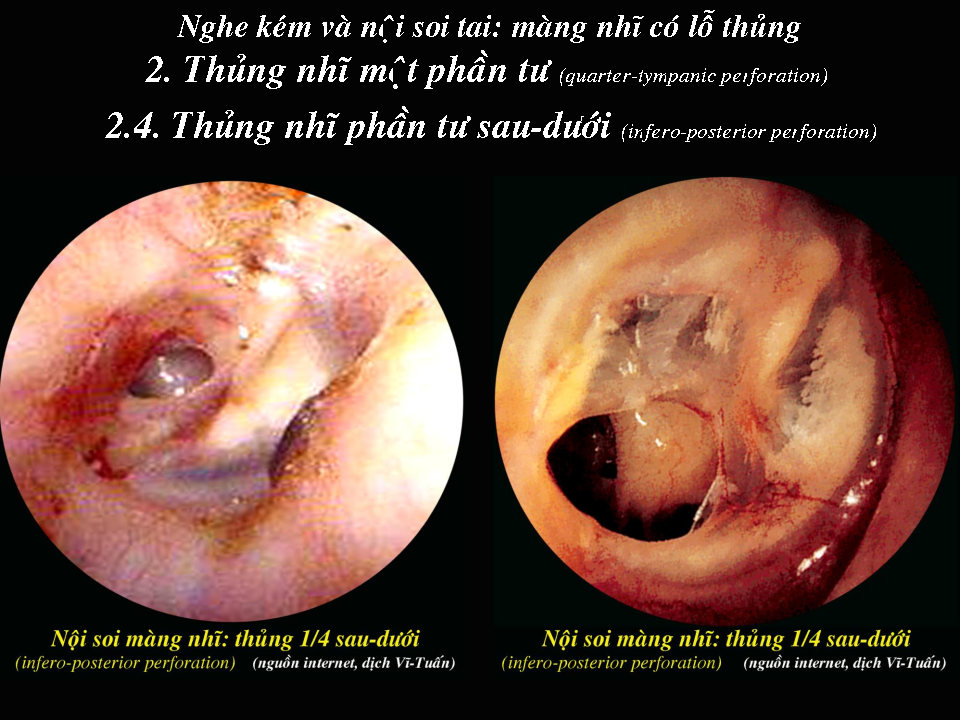 Nghe kém và nội soi tai: màng nhĩ có lỗ thủng
2. Thủng nhĩ một phần tư (quarter-tympanic perforation)
2.4. Thủng nhĩ phần tư sau-dưới (infero-posterior perforation)
Nội soi màng nhĩ: thủng 1/4 sau-dưới
(infero-posterior perforation) (nguồn internet, dịch Vĩ-Tuấn)
Nội soi màng nhĩ: thủng 1/4 sau-dưới
(infero-posterior perforation) (nguồn internet, dịch Vĩ-Tuấn)